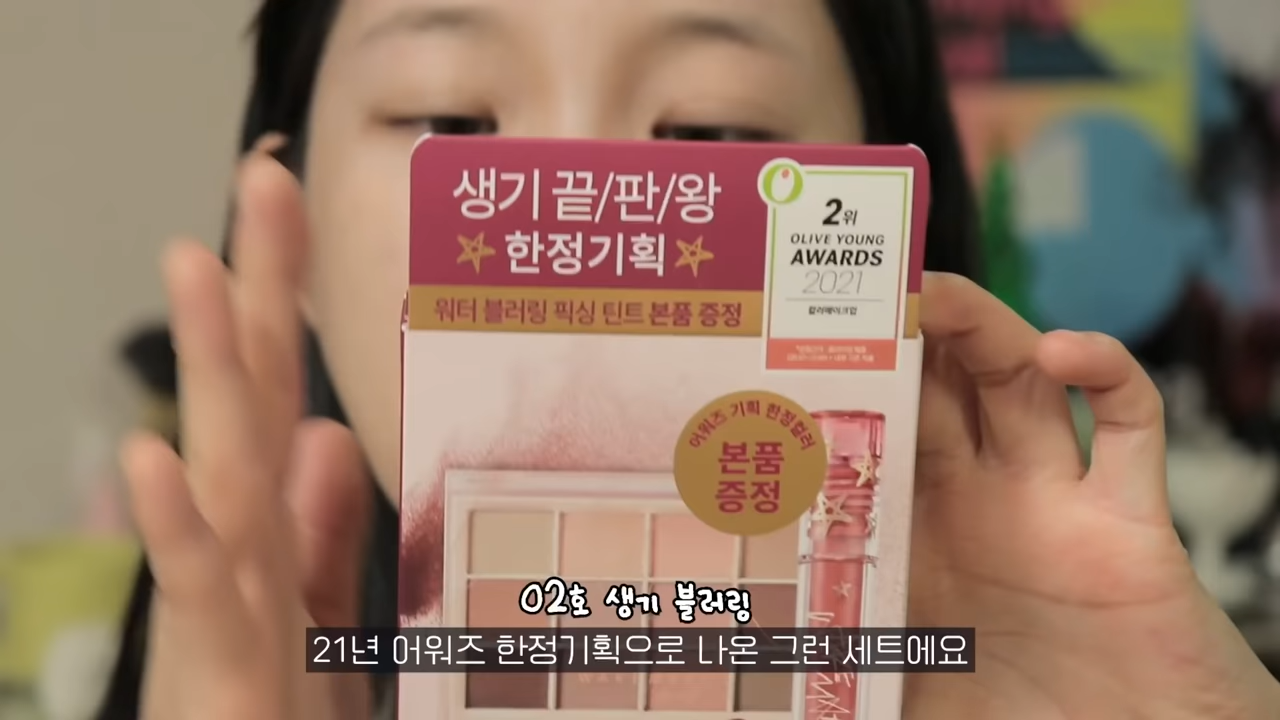 생기 끝/판/왕
한정기획
워터 블러링 픽싱 틴트 본품 증정
2위
OLIVE YOUNG
AWARDS
2021
컬러메이크업
어워즈 기획 한정컬러
본품
증정
02호 생기 블러링
21년 어워즈 한정기획으로 나온 그런 세트에요